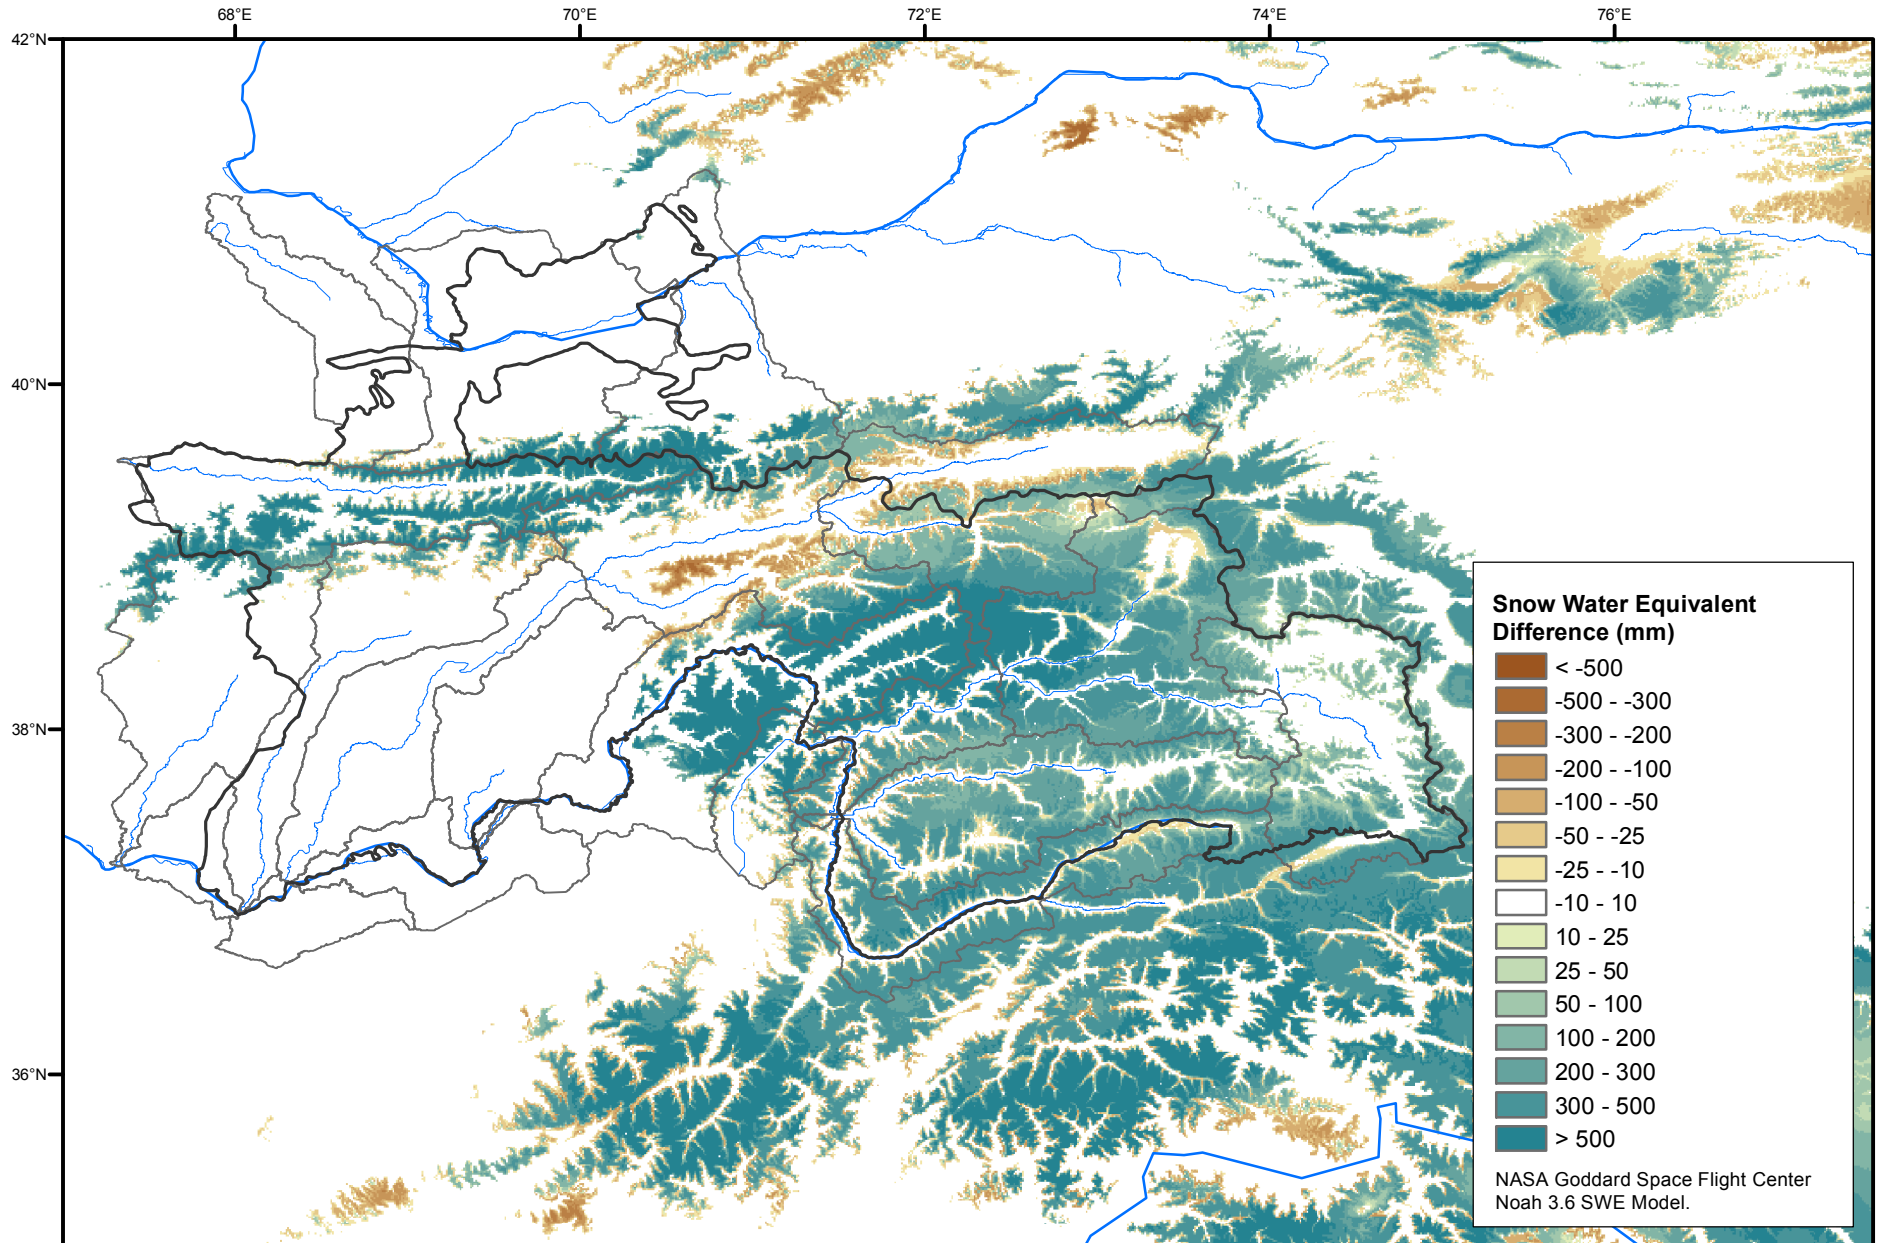 68°E 70°E 72°E 74°E 76°E
42°N
40°N
38°N
36°N
Snow Water Equivalent
Difference (mm)
< -500
-500 - -300
-300 - -200
-200 - -100
-100 - -50
-50 - -25
-25 - -10
-10 - 10
10 - 25
25 - 50
50 - 100
100 - 200
200 - 300
300 - 500
> 500
NASA Goddard Space Flight Center
Noah 3.6 SWE Model.